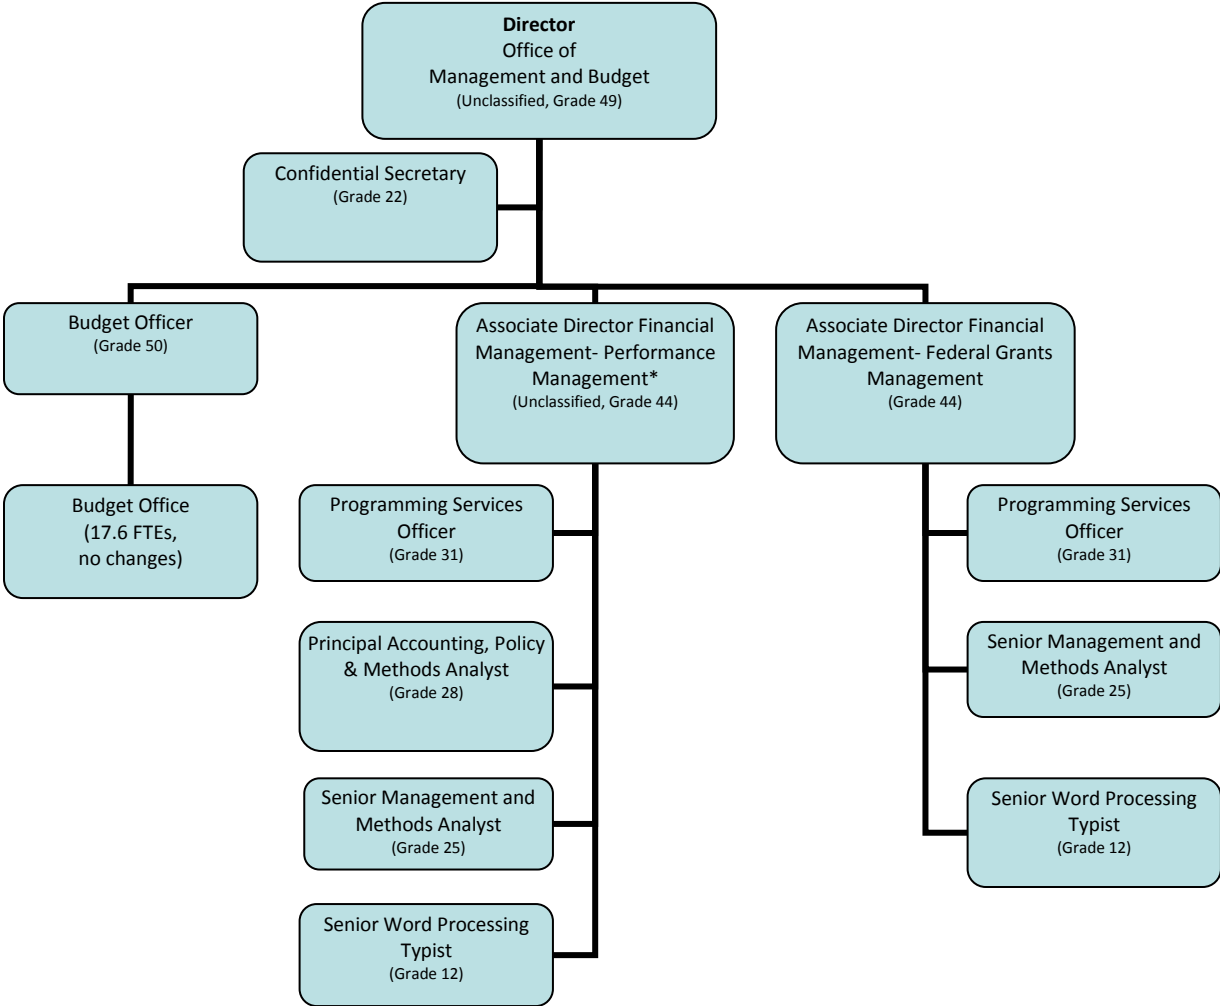 Director
Office of
Management and Budget
(Unclassified, Grade 49)
Confidential Secretary
(Grade 22)
Budget Officer
(Grade 50)
Associate Director Financial
Management- Performance
Management*
(Unclassified, Grade 44)
Associate Director Financial
Management- Federal Grants
Management
(Grade 44)
Budget Office
(17.6 FTEs,
no changes)
Programming Services
Officer
(Grade 31)
Principal Accounting, Policy
& Methods Analyst
(Grade 28)
Senior Management and
Methods Analyst
(Grade 25)
Senior Word Processing
Typist
(Grade 12)
Programming Services
Officer
(Grade 31)
Senior Management and
Methods Analyst
(Grade 25)
Senior Word Processing
Typist
(Grade 12)